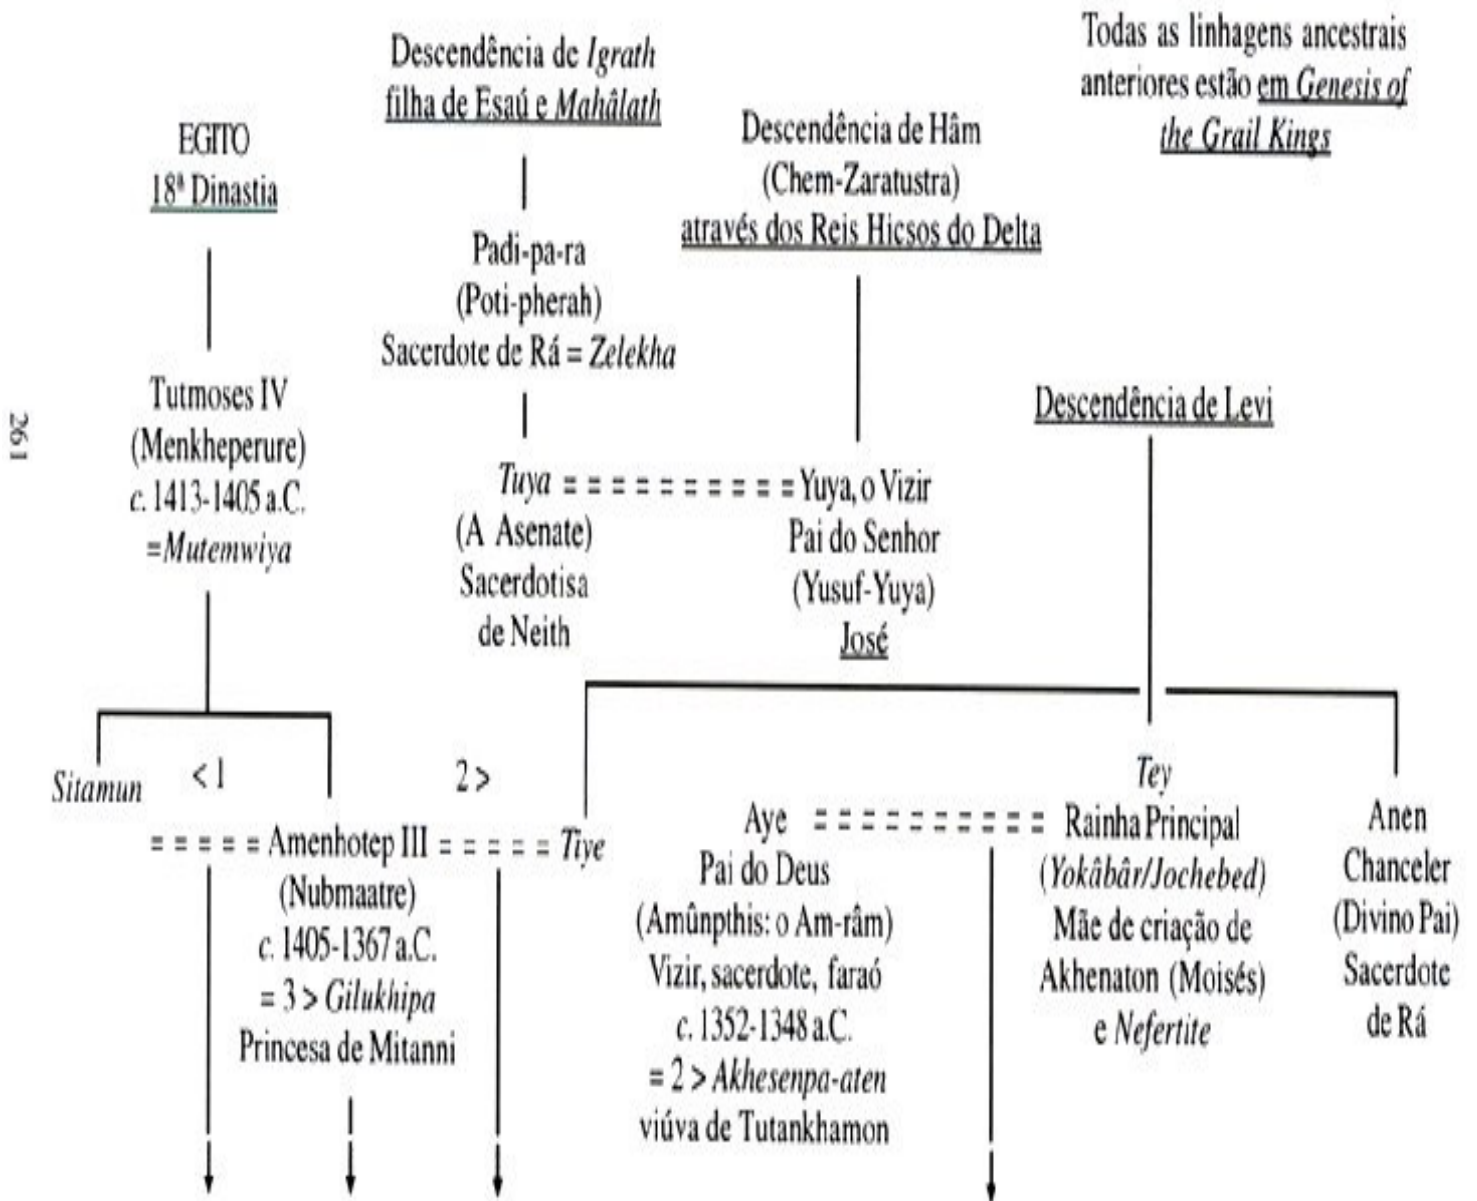 Todas as linhagens ancestrais
anteriores estão em Genesis of
the Grail Kings
Descendência de Igrath
filha de Esaú e Mahâlath
EGITO
18ª Dinastia
Descendência de Hâm
(Chem-Zaratustra)
através dos Reis Hicsos do Delta
Padi-pa-ra
(Poti-pherah)
Sacerdote de Rá = Zelekha
Tutmoses IV
(Menkheperure)
c. 1413-1405 a.C.
=Mutemwiya
Descendência de Levi
261
Tuya = = = = = = = = = = Yuya, o Vizir
(A Asenate)
Sacerdotisa
de Neith
Pai do Senhor
(Yusuf-Yuya)
José
Sitamun
< 1
2 >
= = = = = Amenhotep III = = = = = Tiye
(Nubmaatre)
c. 1405-1367 a.C.
= 3 > Gilukhipa
Princesa de Mitanni
Aye = = = = = = = = = =
Pai do Deus
(Amûnpthis: o Am-râm)
Vizir, sacerdote, faraó
c. 1352-1348 a.C.
= 2 > Akhesenpa-aten
viúva de Tutankhamon
Tey
Rainha Principal
(Yokâbâr/Jochebed)
Mãe de criação de
Akhenaton (Moisés)
e Nefertite
Anen
Chanceler
(Divino Pai)
Sacerdote
de Rá